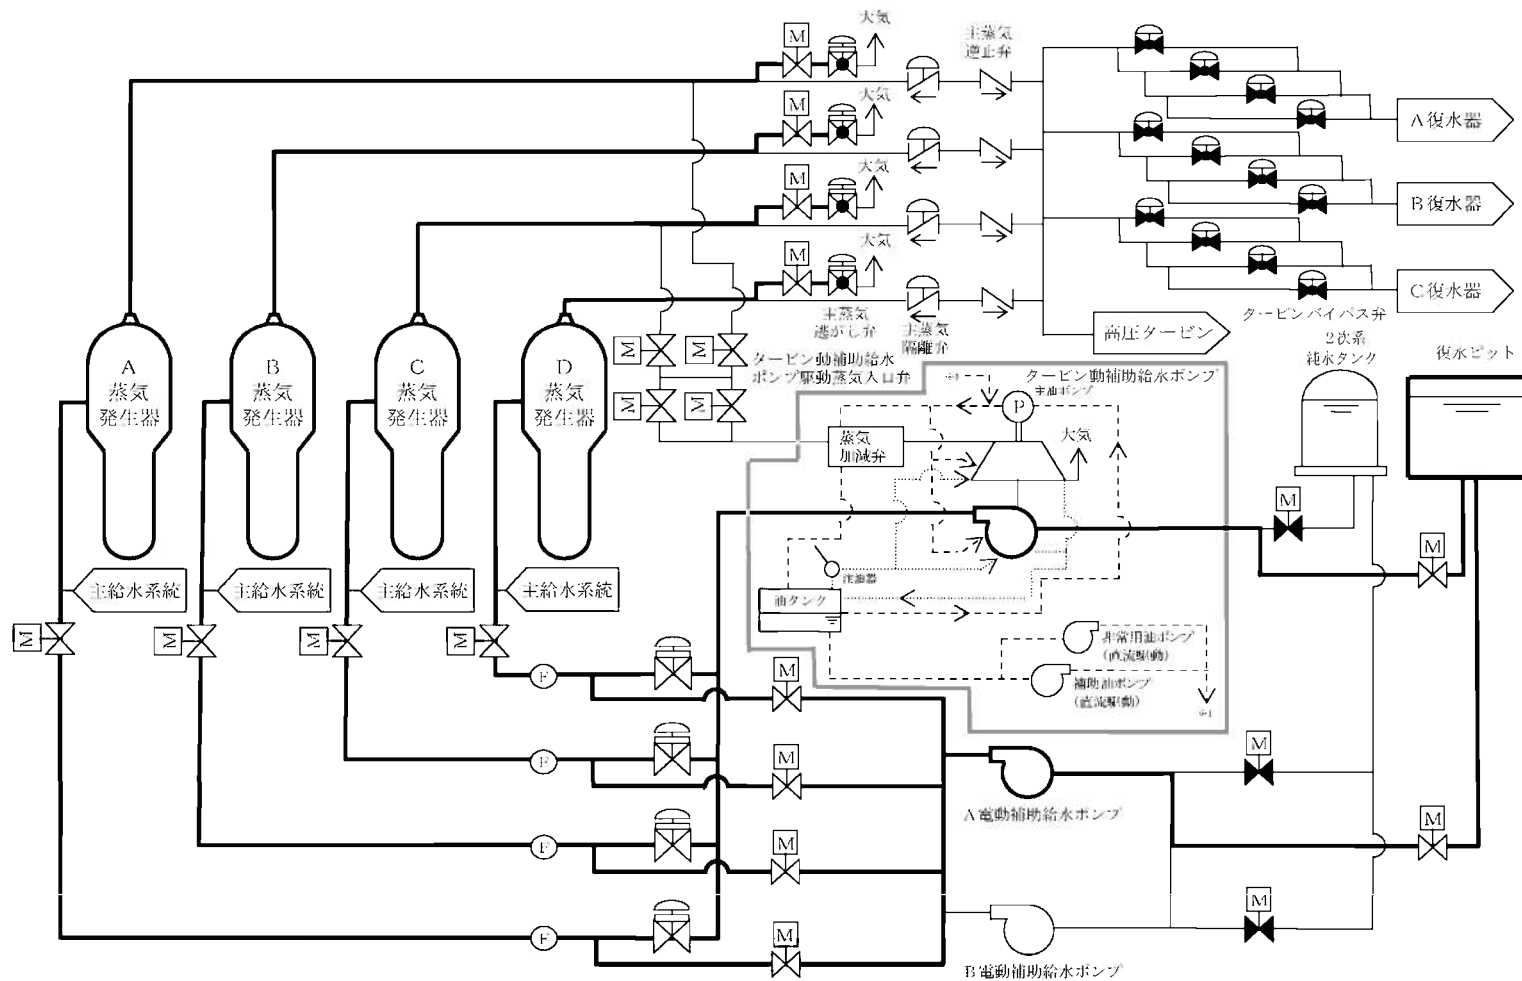 M
大気
主蒸気
逆止弁
M
大気
A復水器
M
大気
B復水器
M
大気
C復水器
主蒸気
逃がし弁
主蒸気
隔離弁
高圧タービン
タービンバイパス弁
2次系
純水タンク
復水ピット
A
蒸気
発生器
B
蒸気
発生器
C
蒸気
発生器
D
蒸気
発生器
M
M
タービン動補助給水
ポンプ駆動蒸気入口弁
M
M
※1
タービン動補助給水ポンプ
主油ポンプ
P
大気
蒸気
加減弁
M
M
注油器
油タンク
主給水系統
主給水系統
主給水系統
主給水系統
M
M
M
M
非常用油ポンプ
(直流駆動)
補助油ポンプ
(直流駆動)
※1
F
M
F
M
M
A電動補助給水ポンプ
M
F
M
F
M
M
B電動補助給水ポンプ